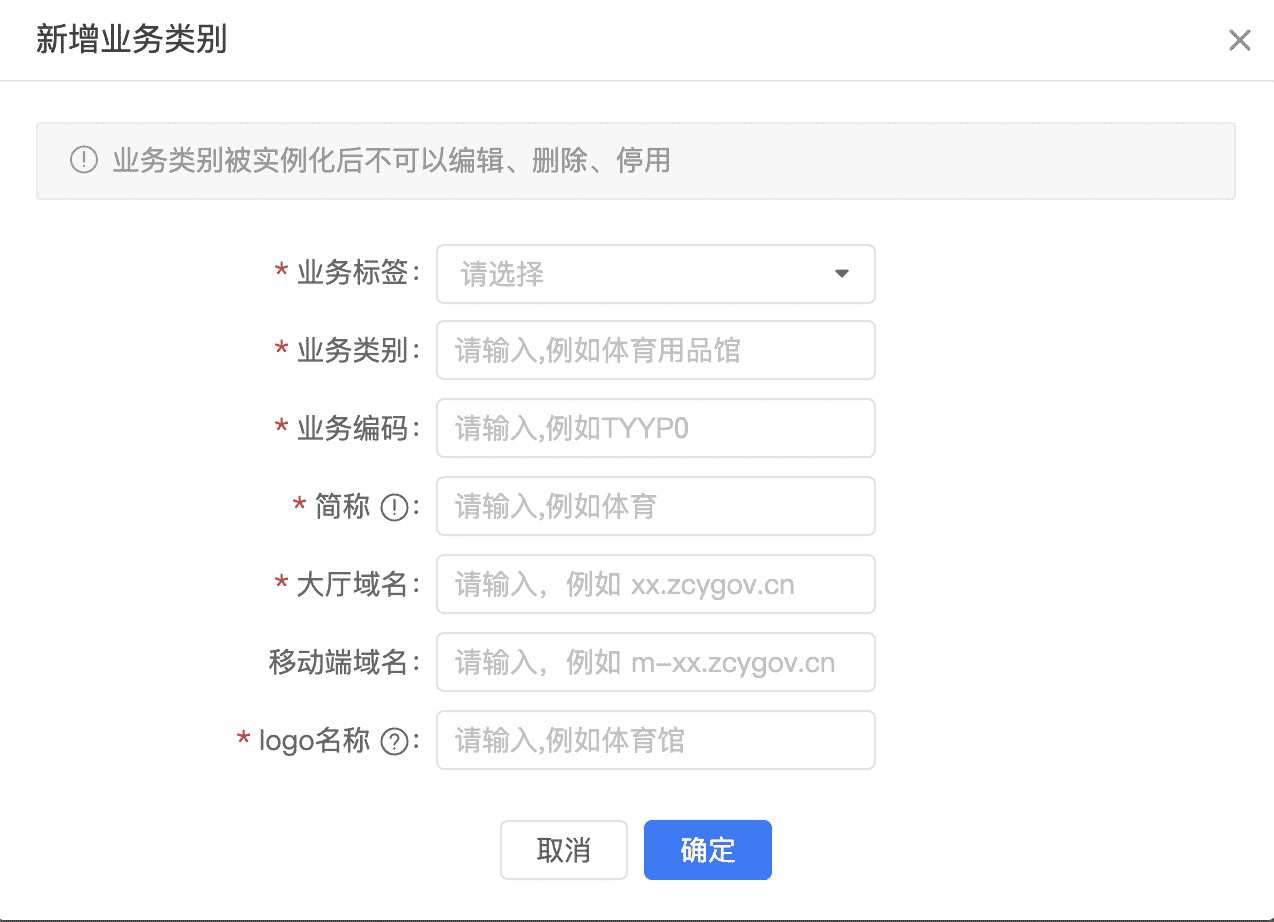 新增业务类别
业务类别被实例化后不可以编辑、删除、停用
* 业务标签: 请选择
* 业务类别: 请输入,例如体育用品馆
* 业务编码: 请输入,例如TYYP0
* 简称 : 请输入,例如体育
* 大厅域名: 请输入，例如 xx.zcygov.cn
移动端域名: 请输入，例如 m-xx.zcygov.cn
* logo名称 : 请输入,例如体育馆
取消 确定